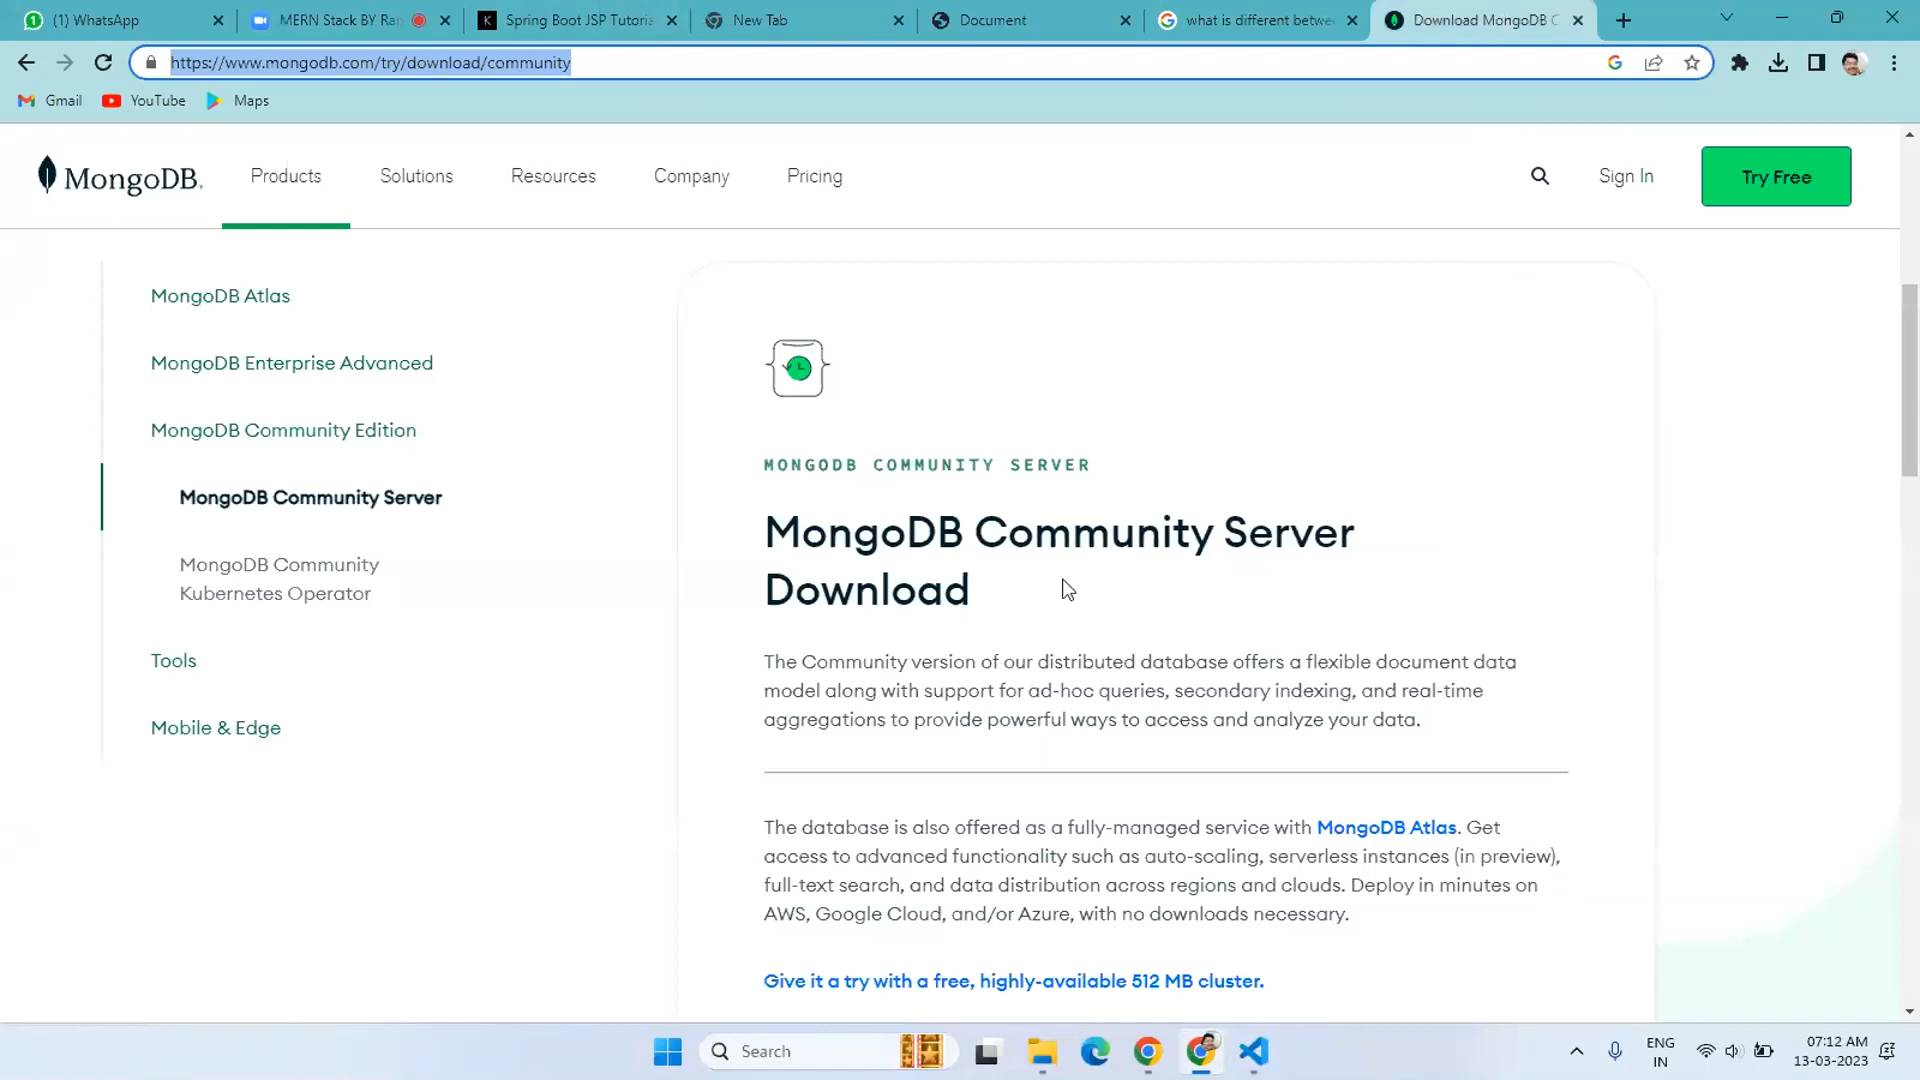 (1) WhatsApp
MERN Stack BY Ran
Spring Boot JSP Tutoria
New Tab
Document
what is different betwe
Download MongoDB C
https://www.mongodb.com/try/download/community
Gmail
YouTube
Maps
MongoDB.
Products
Solutions
Resources
Company
Pricing
Sign In
Try Free
MongoDB Atlas
MongoDB Enterprise Advanced
MongoDB Community Edition
MongoDB Community Server
MongoDB Community
Kubernetes Operator
Tools
Mobile & Edge
MONGODB COMMUNITY SERVER
MongoDB Community Server
Download
The Community version of our distributed database offers a flexible document data
model along with support for ad-hoc queries, secondary indexing, and real-time
aggregations to provide powerful ways to access and analyze your data.
The database is also offered as a fully-managed service with MongoDB Atlas. Get
access to advanced functionality such as auto-scaling, serverless instances (in preview),
full-text search, and data distribution across regions and clouds. Deploy in minutes on
AWS, Google Cloud, and/or Azure, with no downloads necessary.
Give it a try with a free, highly-available 512 MB cluster.
Search
ENG
IN
07:12 AM
13-03-2023